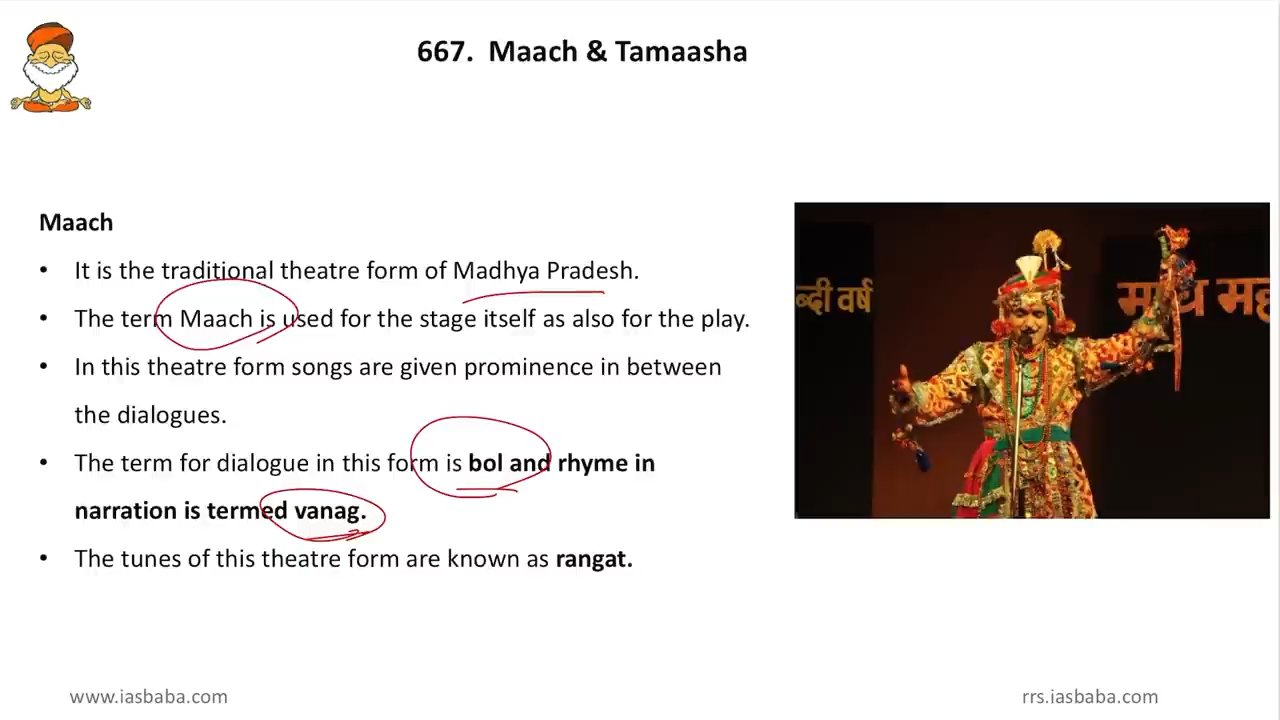 667. Maach & Tamaasha
Maach
• It is the traditional theatre form of Madhya Pradesh.
• The term Maach is used for the stage itself as also for the play.
• In this theatre form songs are given prominence in between
the dialogues.
• The term for dialogue in this form is bol and rhyme in
narration is termed vanag.
• The tunes of this theatre form are known as rangat.
ब्दी वर्ष
www.iasbaba.com
rrs.iasbaba.com